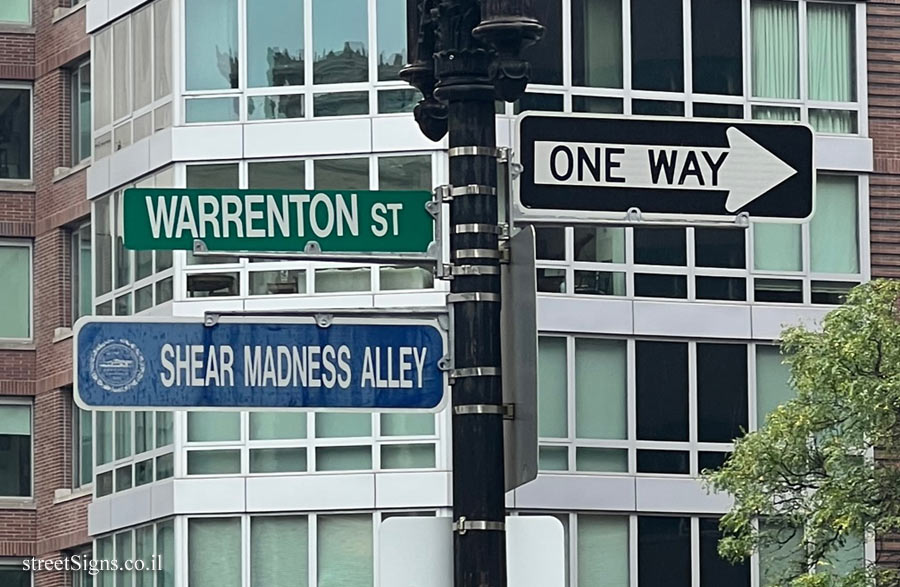 ONE WAY
WARRENTON ST
SHEAR MADNESS ALLEY
streetSigns.co.il